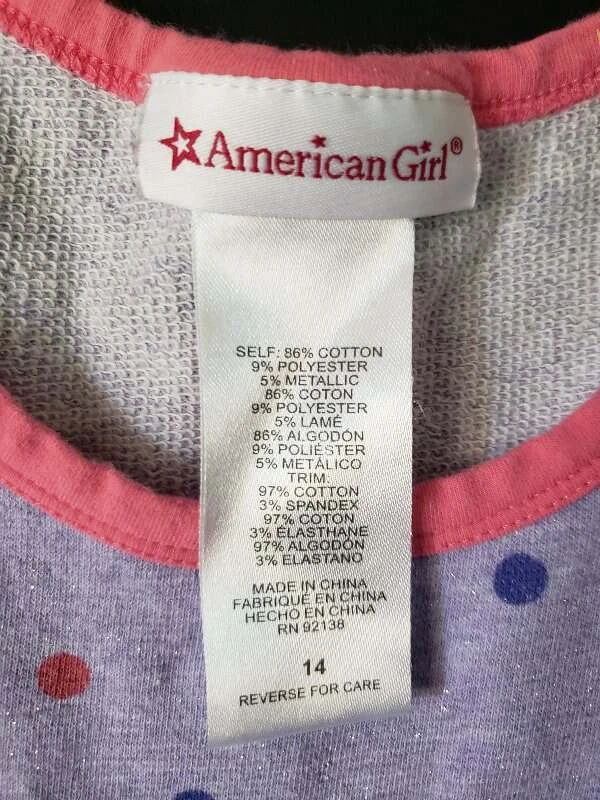 American Girl®
SELF: 86% COTTON
9% POLYESTER
5% METALLIC
86% COTON
9% POLYESTER
5% LAMÉ
86% ALGODÓN
9% POLIÉSTER
5% METÁLICO
TRIM:
97% COTTON
3% SPANDEX
97% COTON
3% ÉLASTHANE
97% ALGODÓN
3% ELASTANO
MADE IN CHINA
FABRIQUÉ EN CHINA
HECHO EN CHINA
RN 92138
14
REVERSE FOR CARE